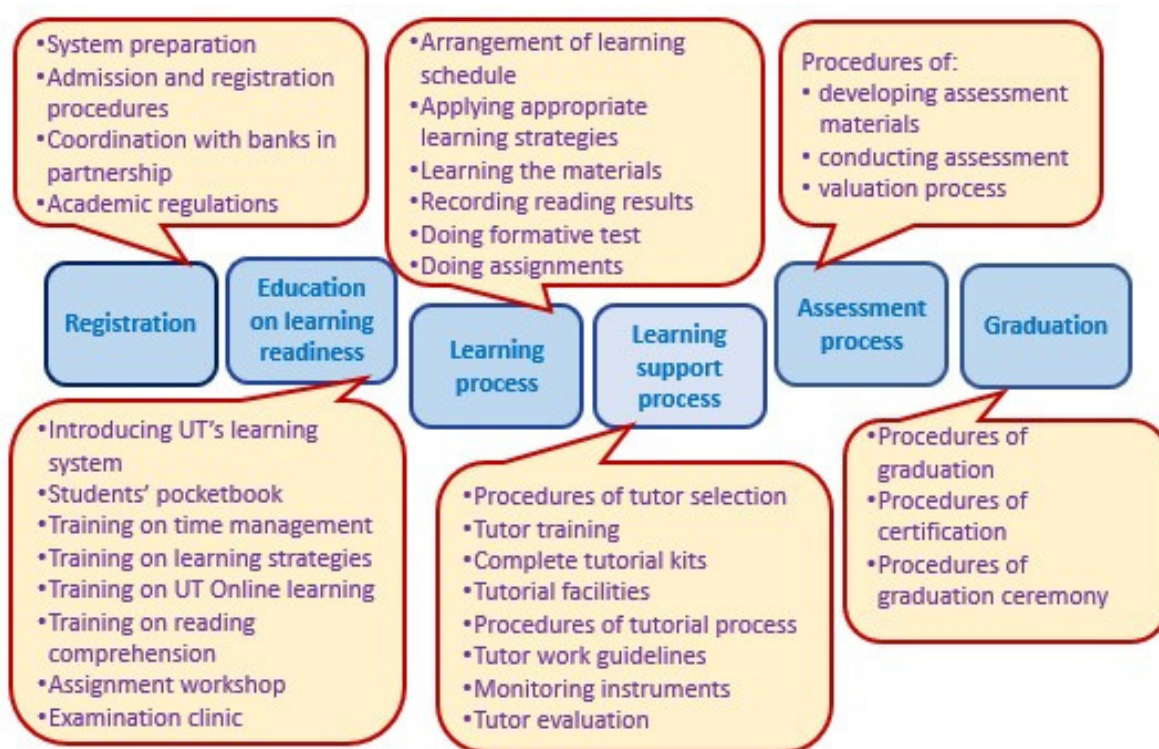 •System preparation
•Admission and registration
procedures
•Coordination with banks in
partnership
•Academic regulations
•Arrangement of learning
schedule
•Applying appropriate
learning strategies
•Learning the materials
•Recording reading results
•Doing formative test
•Doing assignments
Procedures of:
• developing assessment
materials
• conducting assessment
• valuation process
Registration
Education
on learning
readiness
Learning
process
Learning
support
process
Assessment
process
Graduation
•Introducing UT’s learning
system
•Students’ pocketbook
•Training on time management
•Training on learning strategies
•Training on UT Online learning
•Training on reading
comprehension
•Assignment workshop
•Examination clinic
•Procedures of tutor selection
•Tutor training
•Complete tutorial kits
•Tutorial facilities
•Procedures of tutorial process
•Tutor work guidelines
•Monitoring instruments
•Tutor evaluation
•Procedures of
graduation
•Procedures of
certification
•Procedures of
graduation ceremony